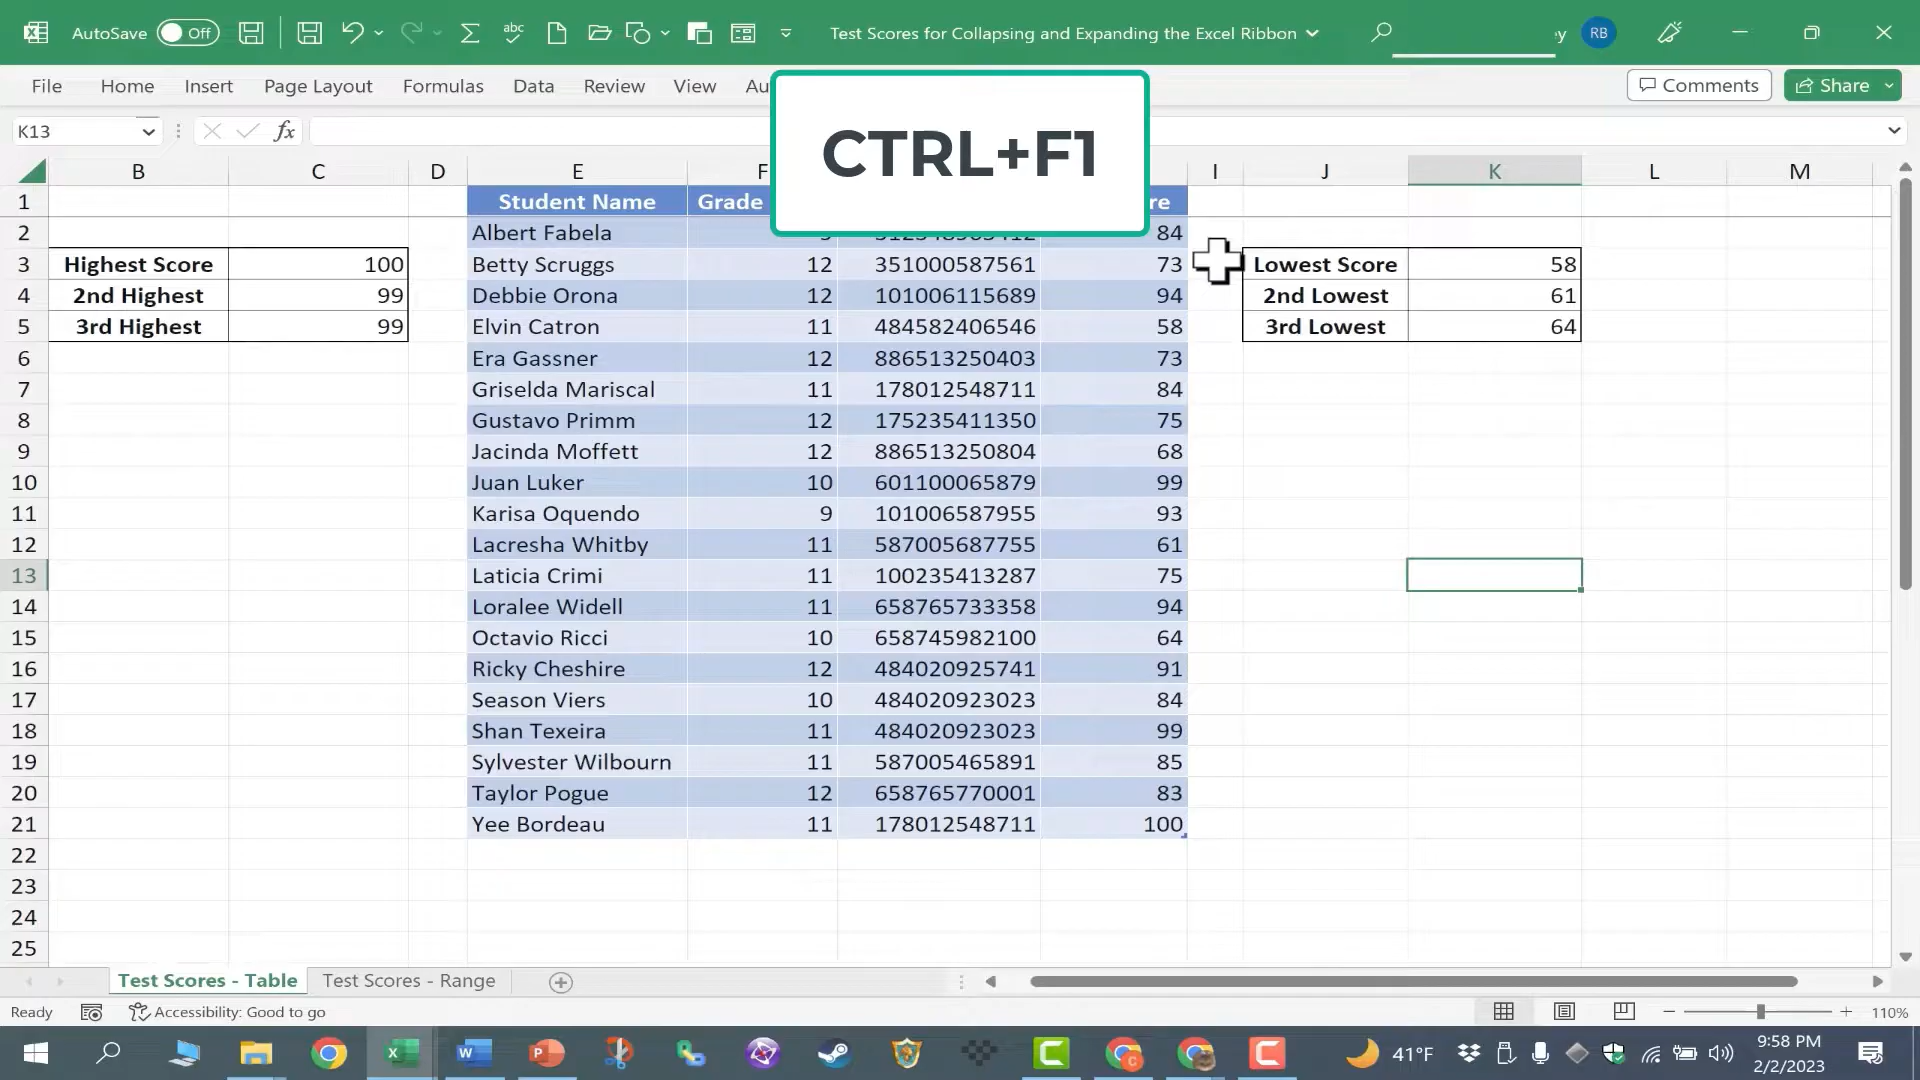 AutoSave Off Test Scores for Collapsing and Expanding the Excel Ribbon y RB
File Home Insert Page Layout Formulas Data Review View Au Comments Share
CTRL+F1
K13 fx
B C D E F I J K L M
1 Student Name Grade re
2 Albert Fabela 84
3 Highest Score 100 Betty Scruggs 12 351000587561 73 Lowest Score 58
4 2nd Highest 99 Debbie Orona 12 101006115689 94 2nd Lowest 61
5 3rd Highest 99 Elvin Catron 11 484582406546 58 3rd Lowest 64
6 Era Gassner 12 886513250403 73
7 Griselda Mariscal 11 178012548711 84
8 Gustavo Primm 12 175235411350 75
9 Jacinda Moffett 12 886513250804 68
10 Juan Luker 10 601100065879 99
11 Karisa Oquendo 9 101006587955 93
12 Lacresha Whitby 11 587005687755 61
13 Laticia Crimi 11 100235413287 75
14 Loralee Widell 11 658765733358 94
15 Octavio Ricci 10 658745982100 64
16 Ricky Cheshire 12 484020925741 91
17 Season Viers 10 484020923023 84
18 Shan Texeira 11 484020923023 99
19 Sylvester Wilbourn 11 587005465891 85
20 Taylor Pogue 12 658765770001 83
21 Yee Bordeau 11 178012548711 100
22
23
24
25
Test Scores - Table Test Scores - Range
Ready Accessibility: Good to go 110%
41°F 9:58 PM
2/2/2023